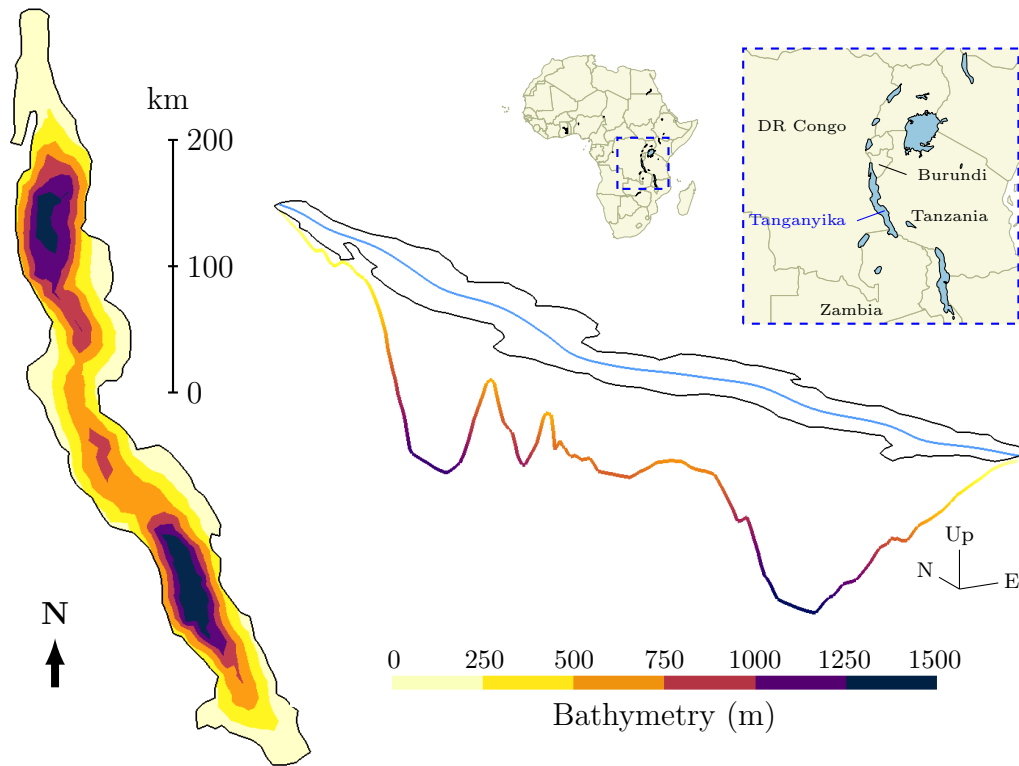 km
200
100
0
N
DR Congo
Burundi
Tanganyika
Tanzania
Zambia
Up
N
E
0 250 500 750 1000 1250 1500
Bathymetry (m)